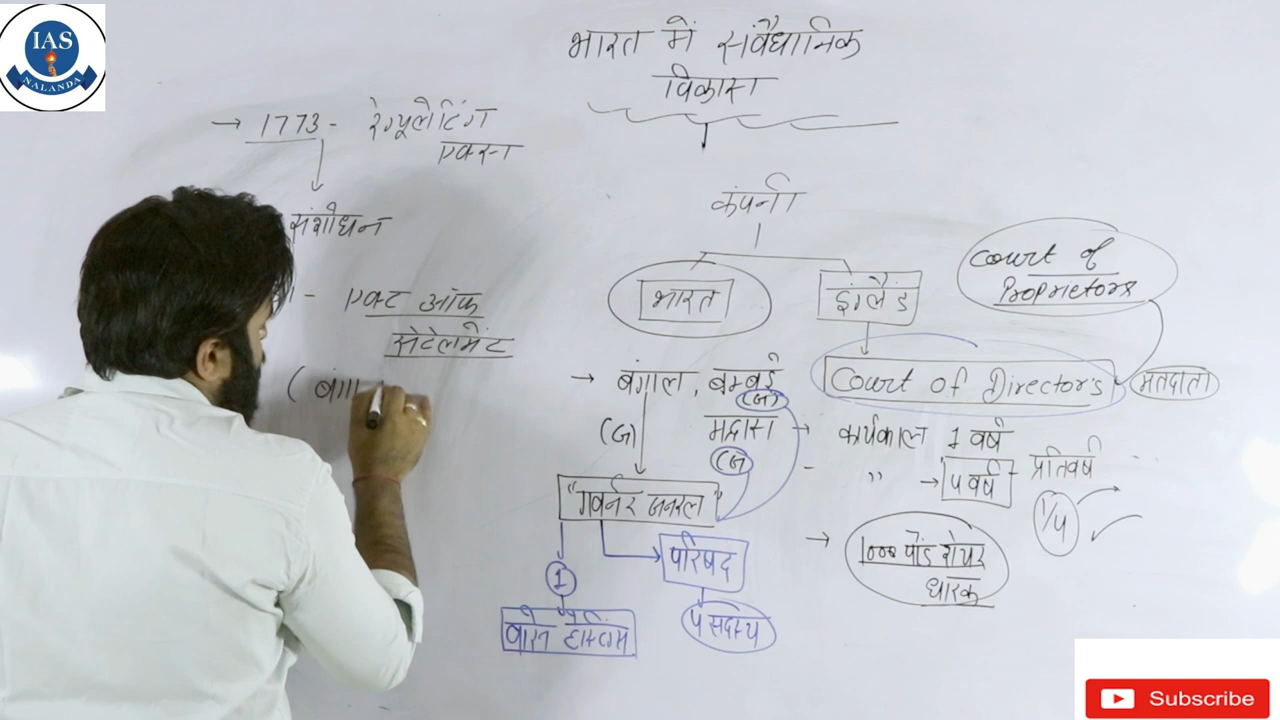 IAS
NALANDA
भारत में संवैधानिक
विकास
→ 1773 - रेग्यूलेटिंग
एक्ट
संशोधन
- एक्ट ऑफ
सेटेलमेंट
( बंगा
कंपनी
भारत
इंग्लैंड
Court of
Proprietors
→ बंगाल, बम्बई
(G)
मद्रास
(G)
(G
Court of Directors
मतदाता
→ कार्यकाल 1 वर्ष
- " → 4 वर्ष - प्रतिवर्ष
1/4
→ 1000 पौंड शेयर
धारक
"गवर्नर जनरल"
1
परिषद
वारेन हेस्टिंग्स
4 सदस्य
Subscribe